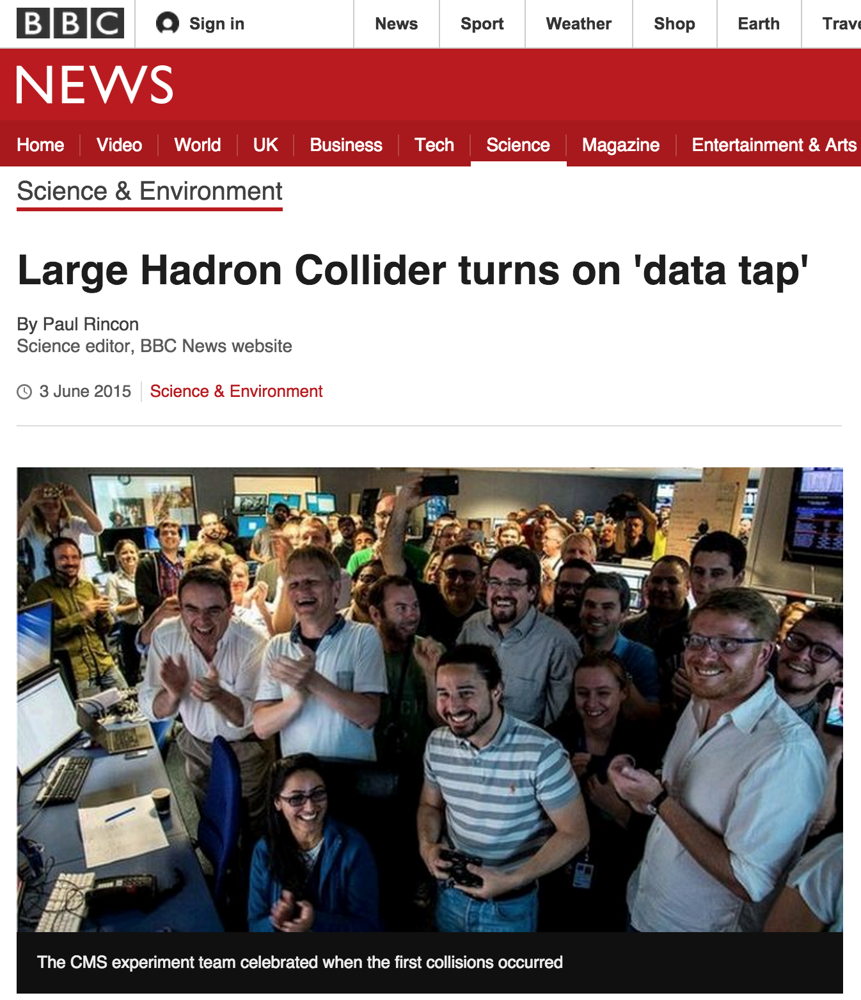 BBC
Sign in
News
Sport
Weather
Shop
Earth
Trave
NEWS
Home
Video
World
UK
Business
Tech
Science
Magazine
Entertainment & Arts
Science & Environment
Large Hadron Collider turns on 'data tap'
By Paul Rincon
Science editor, BBC News website
3 June 2015
Science & Environment
The CMS experiment team celebrated when the first collisions occurred